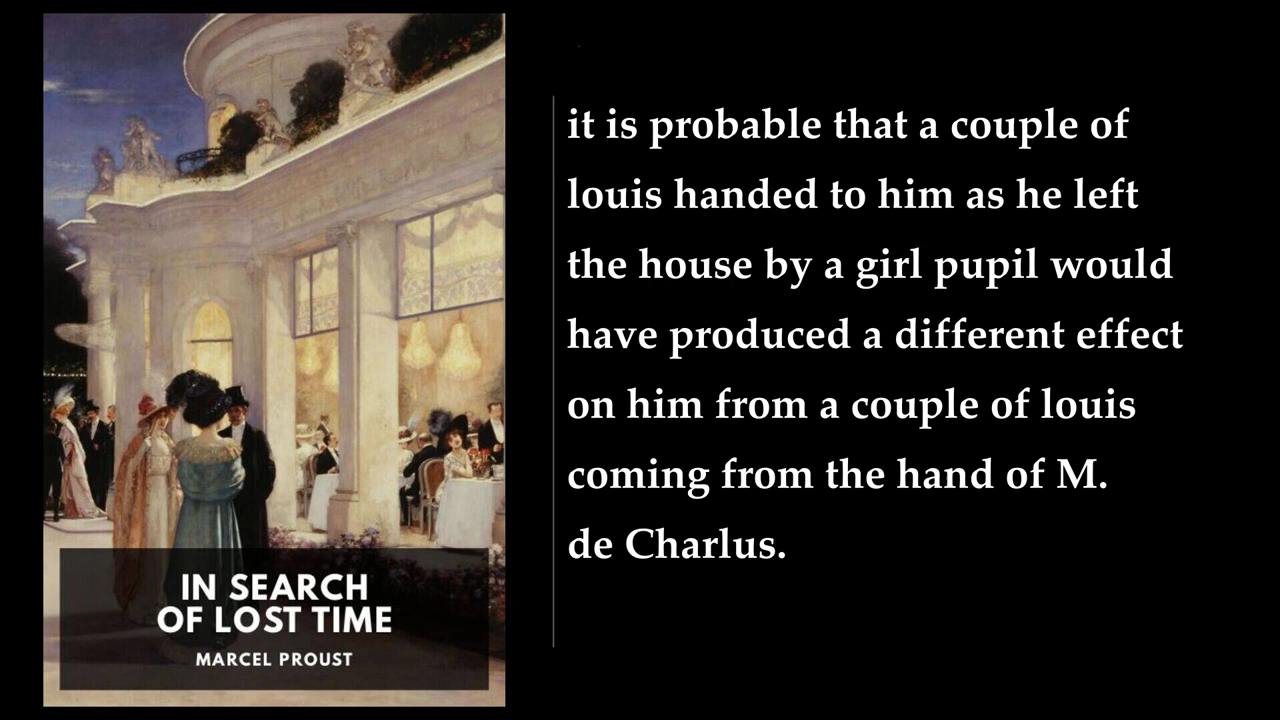 it is probable that a couple of
louis handed to him as he left
the house by a girl pupil would
have produced a different effect
on him from a couple of louis
coming from the hand of M.
de Charlus.
IN SEARCH
OF LOST TIME
MARCEL PROUST